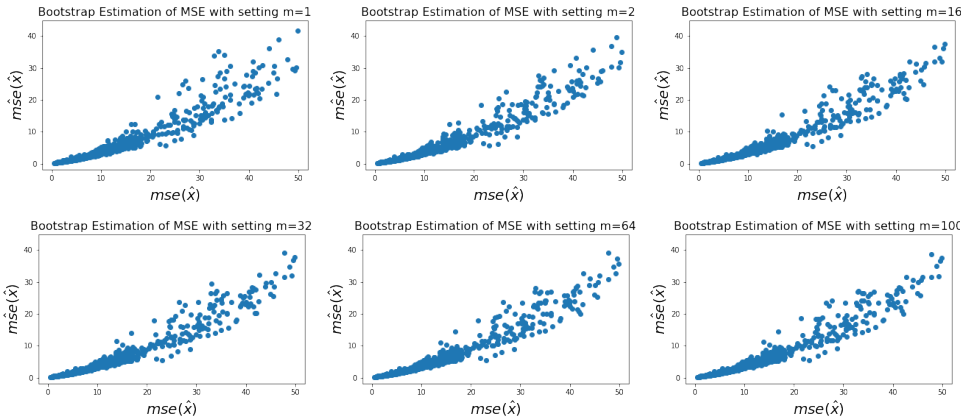 Bootstrap Estimation of MSE with setting m=1
40
30
20
10
0
mŝe(x̂)
0 10 20 30 40 50
mse(x̂)
Bootstrap Estimation of MSE with setting m=2
40
30
20
10
0
mŝe(x̂)
0 10 20 30 40 50
mse(x̂)
Bootstrap Estimation of MSE with setting m=16
40
30
20
10
0
mŝe(x̂)
0 10 20 30 40 50
mse(x̂)
Bootstrap Estimation of MSE with setting m=32
40
30
20
10
0
mŝe(x̂)
0 10 20 30 40 50
mse(x̂)
Bootstrap Estimation of MSE with setting m=64
40
30
20
10
0
mŝe(x̂)
0 10 20 30 40 50
mse(x̂)
Bootstrap Estimation of MSE with setting m=100
40
30
20
10
0
mŝe(x̂)
0 10 20 30 40 50
mse(x̂)